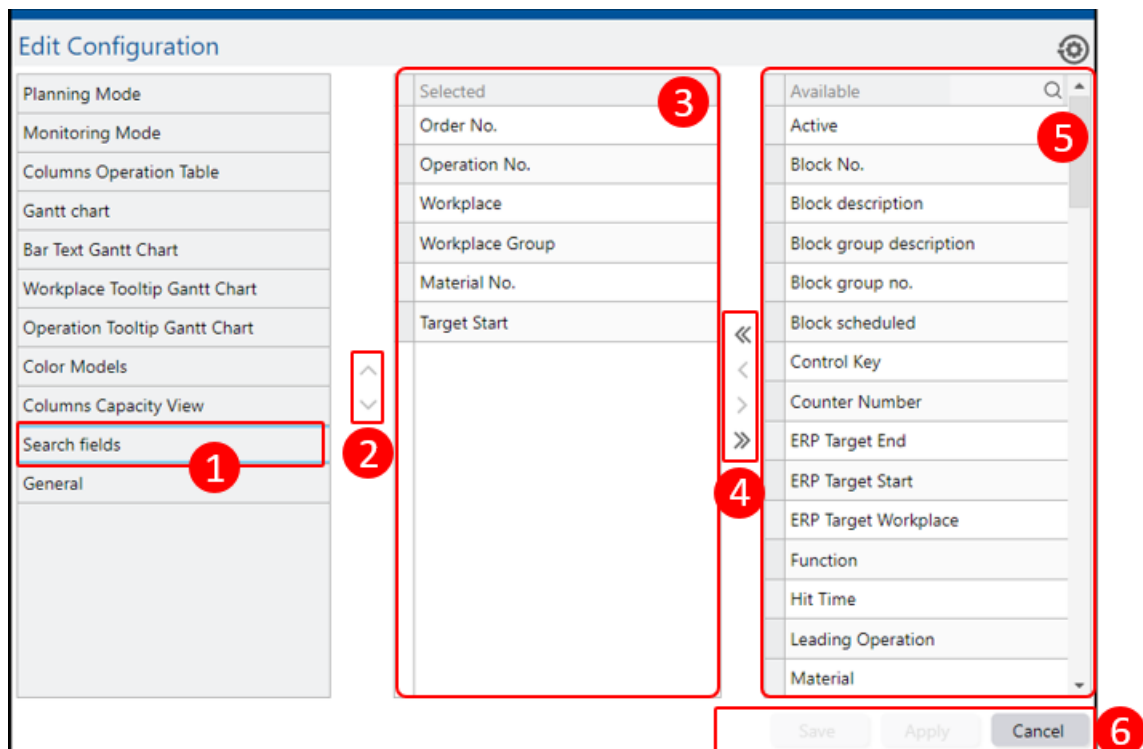 Edit Configuration
Planning Mode
Monitoring Mode
Columns Operation Table
Gantt chart
Bar Text Gantt Chart
Workplace Tooltip Gantt Chart
Operation Tooltip Gantt Chart
Color Models
Columns Capacity View
Search fields
General
1
2
Selected
3
Order No.
Operation No.
Workplace
Workplace Group
Material No.
Target Start
4
Available
5
Active
Block No.
Block description
Block group description
Block group no.
Block scheduled
Control Key
Counter Number
ERP Target End
ERP Target Start
ERP Target Workplace
Function
Hit Time
Leading Operation
Material
Save Apply Cancel
6